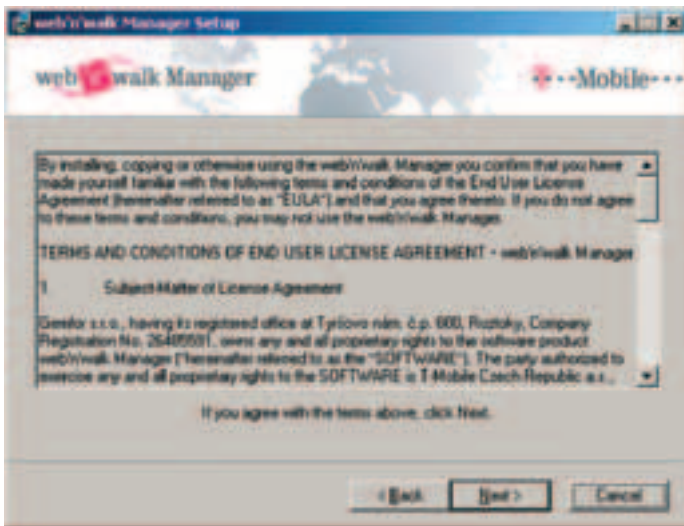 web'n'walk Manager Setup
web'n'walk Manager
T - - Mobile - - -
By installing, copying or otherwise using the web'n'walk Manager you confirm that you have
made yourself familiar with the following terms and conditions of the End User License
Agreement (hereinafter referred to as "EULA") and that you agree thereto. If you do not agree
to these terms and conditions, you may not use the web'n'walk Manager.
TERMS AND CONDITIONS OF END USER LICENSE AGREEMENT - web'n'walk Manager
1. Subject-Matter of License Agreement
s.r.o., having its registered office at Tyršovo nám. č.p. 600, Roztoky, Company
Registration No. owns any and all proprietary rights to the software product
web'n'walk Manager ("hereinafter referred to as the "SOFTWARE"). The party authorized to
exercise any and all proprietary rights to the SOFTWARE is T-Mobile Czech Republic a.s.,
If you agree with the terms above, click Next.
< Back
Next >
Cancel